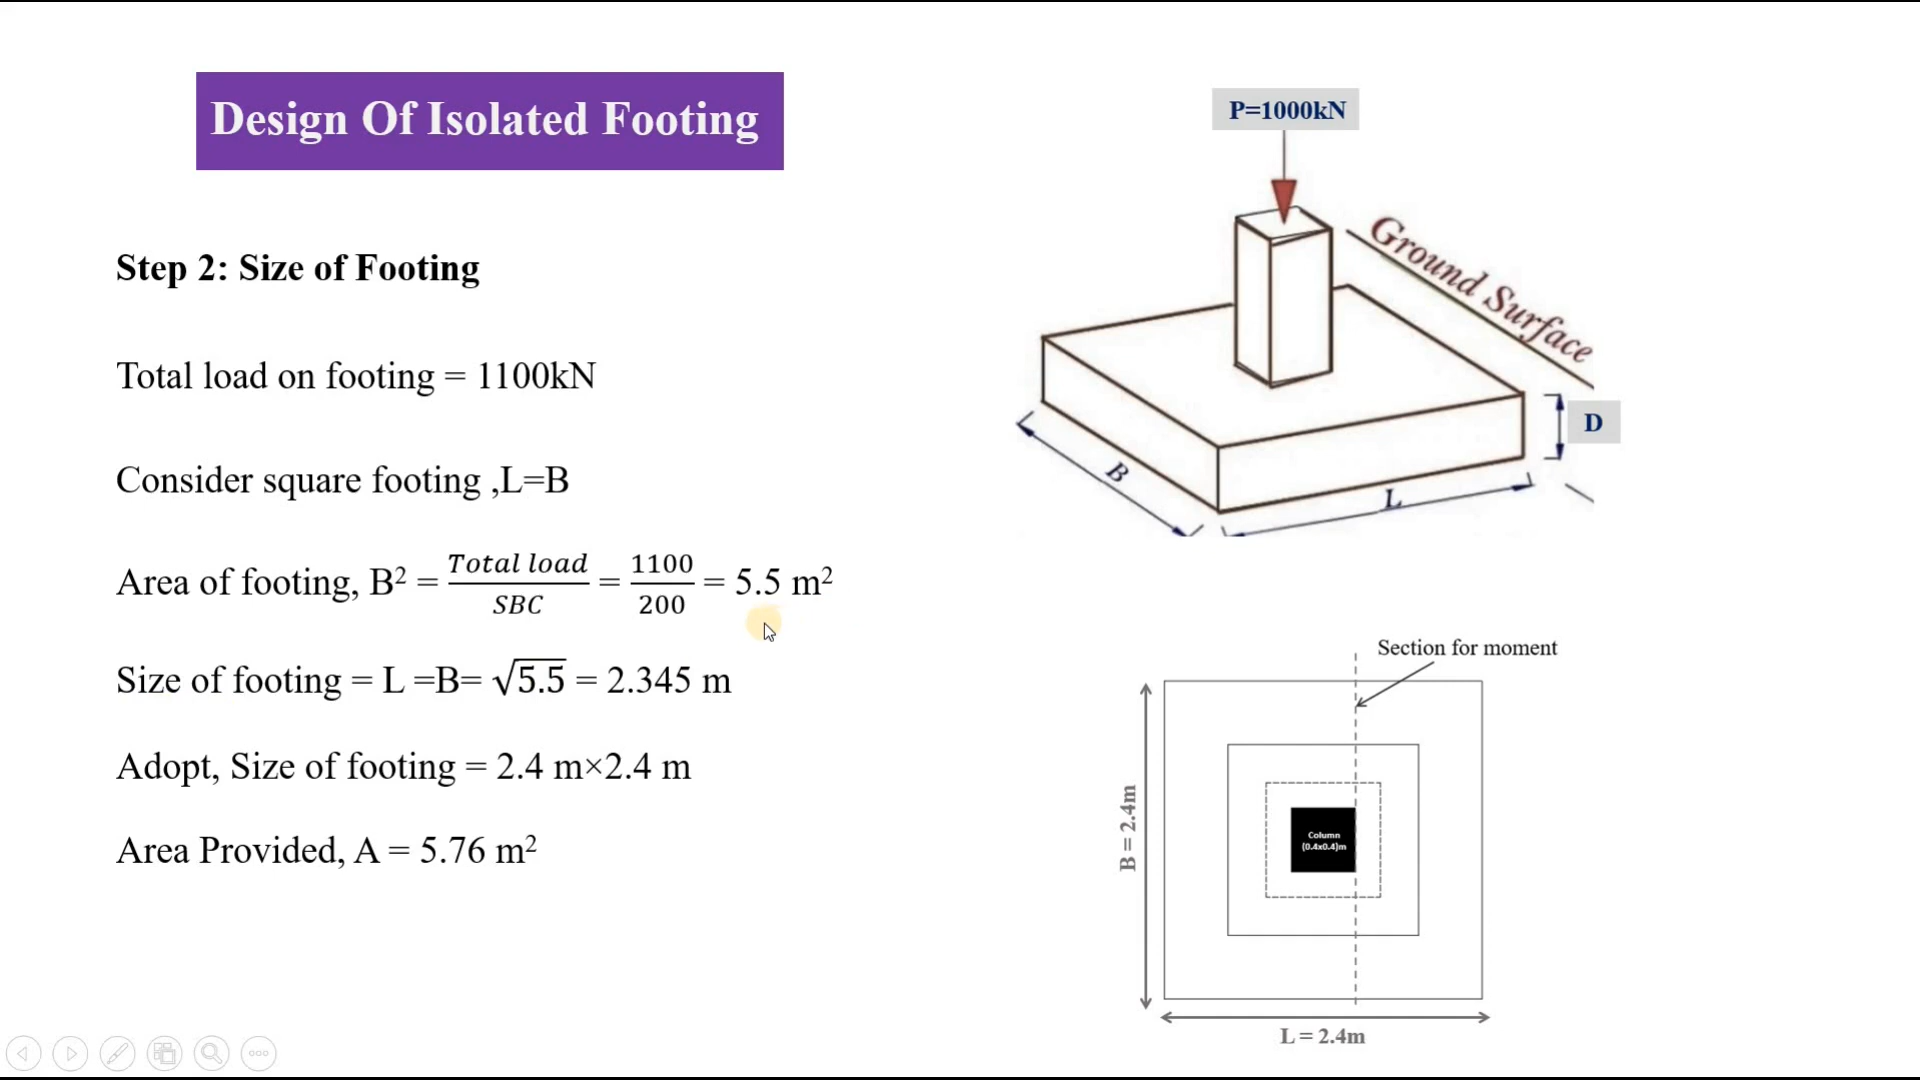 Design Of Isolated Footing
Step 2: Size of Footing
Total load on footing = 1100kN
Consider square footing ,L=B
Area of footing, B² = Total load / SBC = 1100 / 200 = 5.5 m²
Size of footing = L =B= √5.5 = 2.345 m
Adopt, Size of footing = 2.4 m×2.4 m
Area Provided, A = 5.76 m²
P=1000kN
Ground Surface
D
B
L
Section for moment
B = 2.4m
Column
(0.4x0.4)m
L = 2.4m